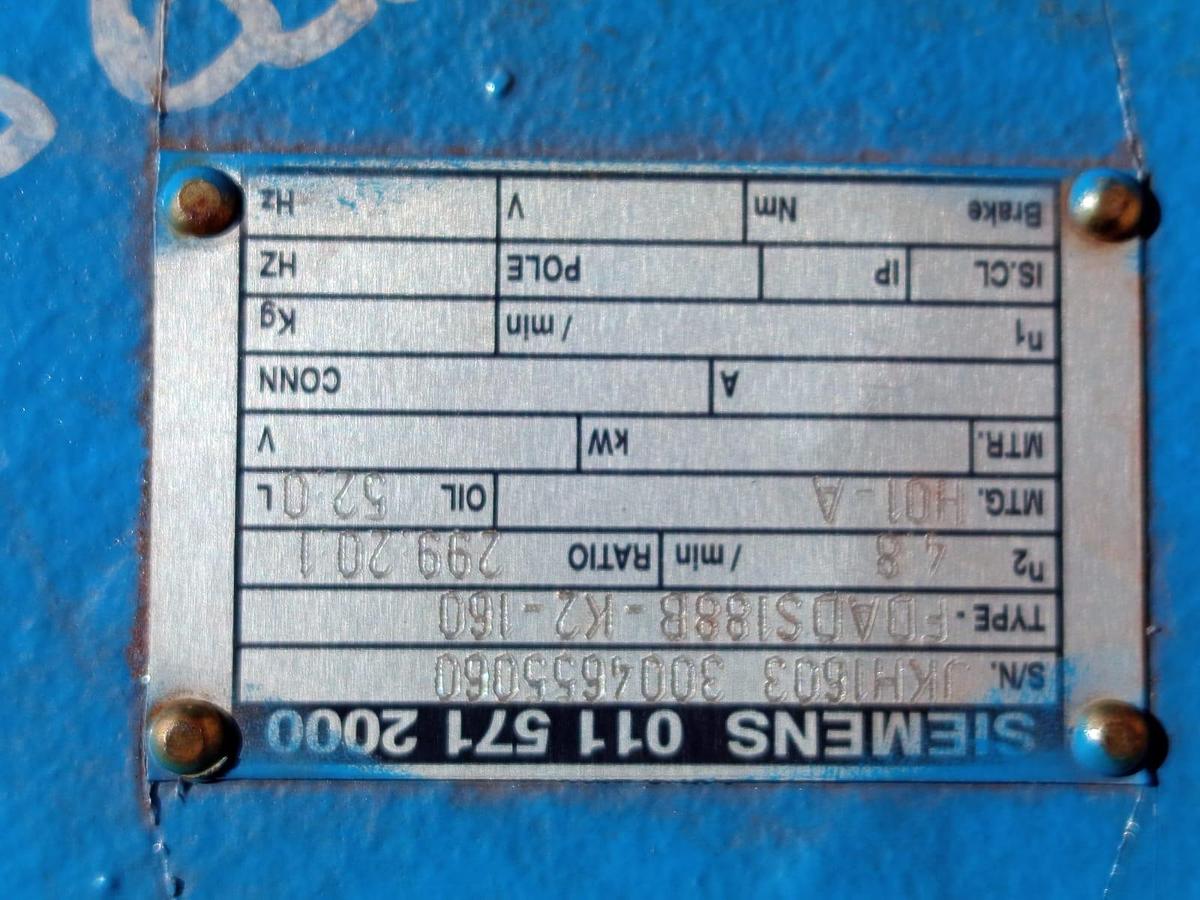 SIEMENS 011 571 2000
S/N. JKH1603 3004655060
TYPE - FDADS188B-K2-160
n2 4.8 / min RATIO 299.20.1
MTG. H01-A OIL 52.0 L
MTR. kW V
A CONN
n1 / min Kg
IS.CL IP POLE HZ
Brake Nm V Hz